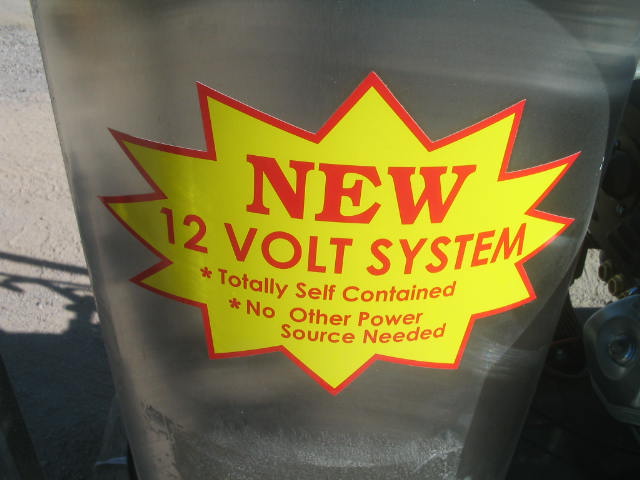 NEW
12 VOLT SYSTEM
* Totally Self Contained
* No Other Power
Source Needed